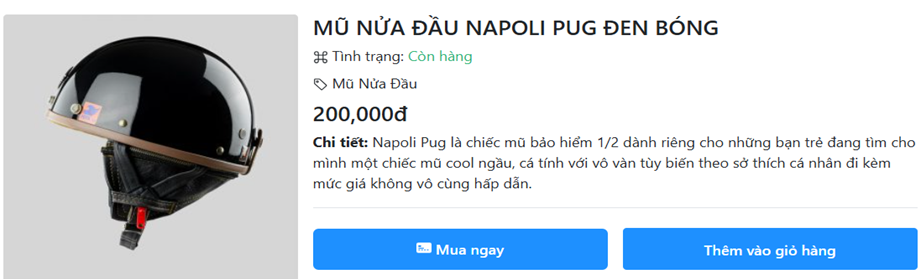 MŨ NỬA ĐẦU NAPOLI PUG ĐEN BÓNG
Tình trạng: Còn hàng
Mũ Nửa Đầu
200,000đ
Chi tiết: Napoli Pug là chiếc mũ bảo hiểm 1/2 dành riêng cho những bạn trẻ đang tìm cho
mình một chiếc mũ cool ngầu, cá tính với vô vàn tùy biến theo sở thích cá nhân đi kèm
mức giá không vô cùng hấp dẫn.
Mua ngay
Thêm vào giỏ hàng